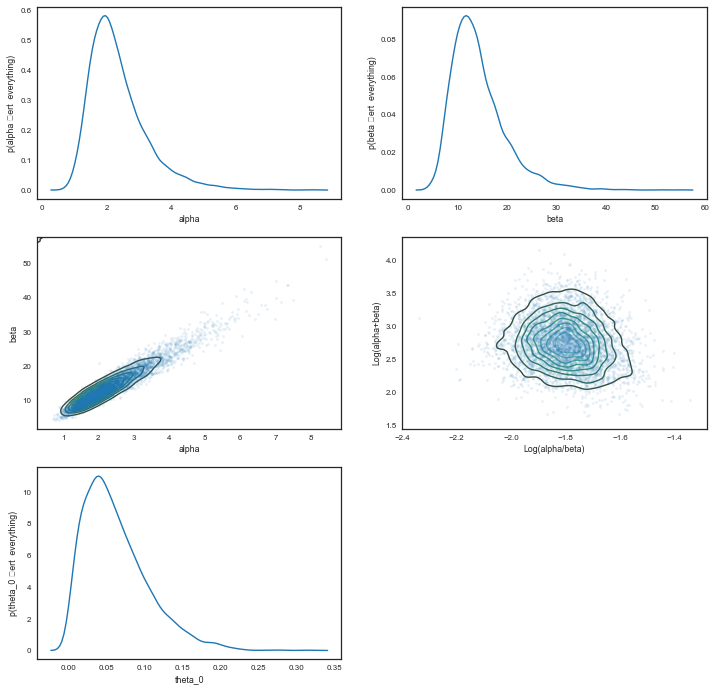 0.6
0.5
0.4
0.3
0.2
0.1
0.0
p(alpha □ert everything)
0 2 4 6 8
alpha
0.08
0.06
0.04
0.02
0.00
p(beta □ert everything)
0 10 20 30 40 50 60
beta
50
40
30
20
10
beta
1 2 3 4 5 6 7 8
alpha
4.0
3.5
3.0
2.5
2.0
1.5
Log(alpha+beta)
−2.4 −2.2 −2.0 −1.8 −1.6 −1.4
Log(alpha/beta)
10
8
6
4
2
0
p(theta_0 □ert everything)
0.00 0.05 0.10 0.15 0.20 0.25 0.30 0.35
theta_0